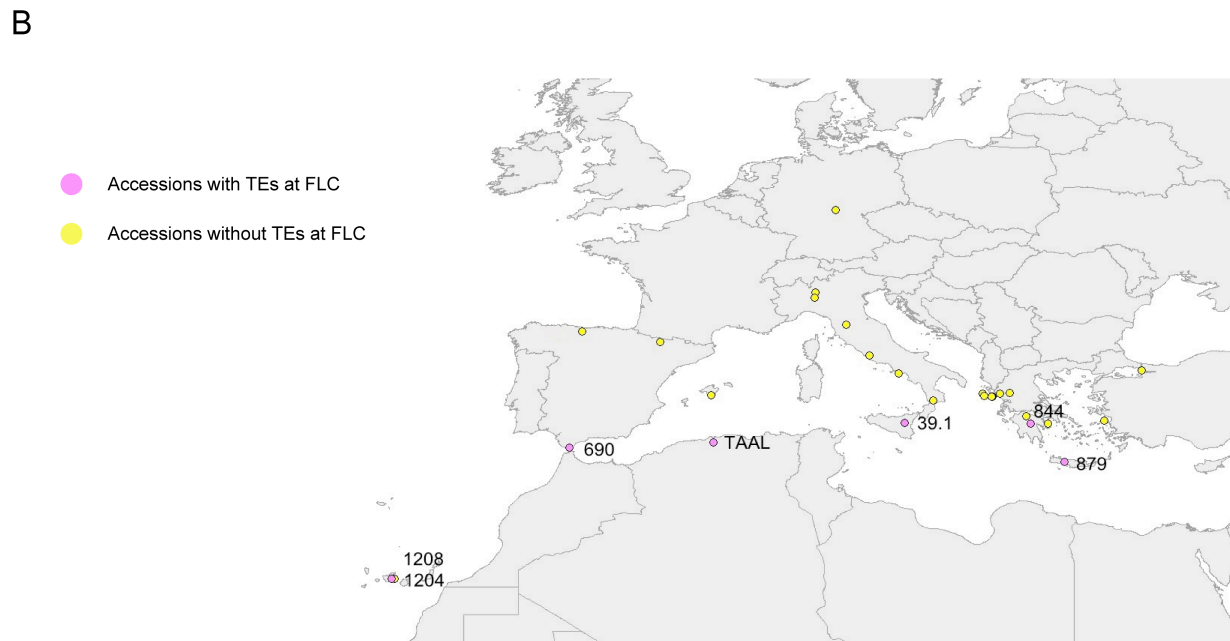 B
Accessions with TEs at FLC
Accessions without TEs at FLC
844
39.1
TAAL
690
879
1208
1204